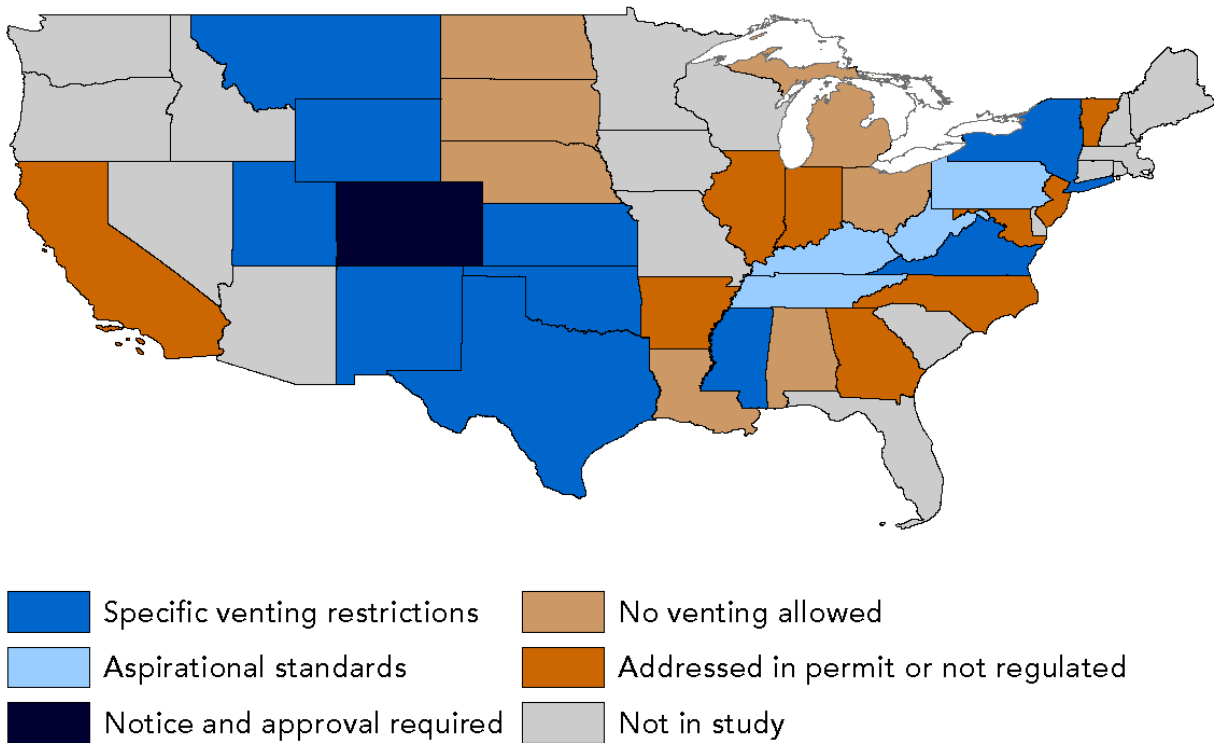 Specific venting restrictions
No venting allowed
Aspirational standards
Addressed in permit or not regulated
Notice and approval required
Not in study